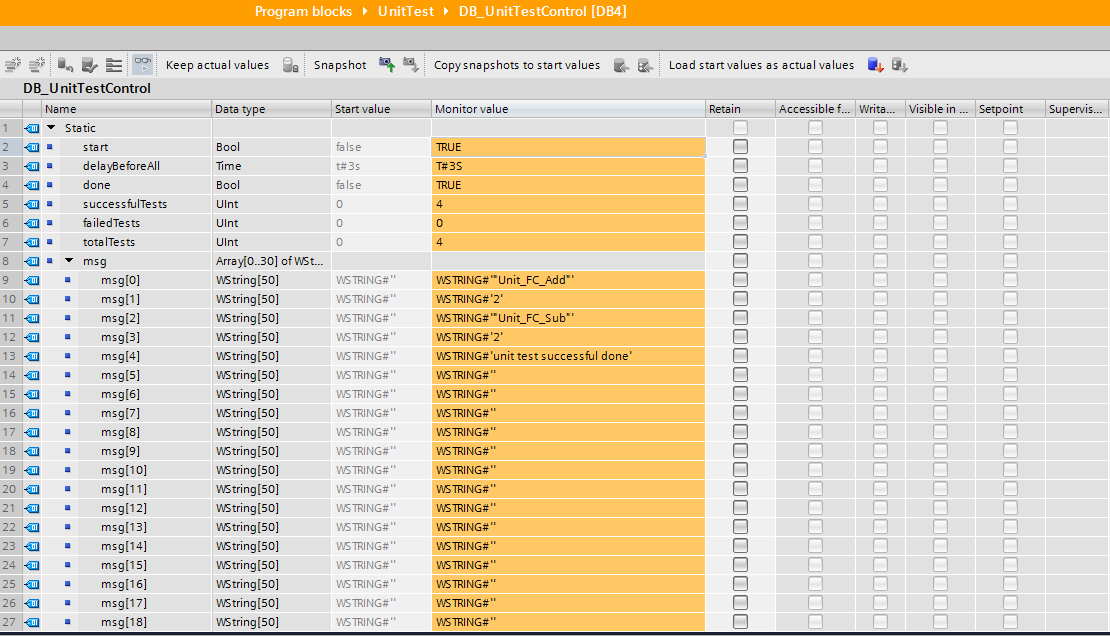 Program blocks UnitTest DB_UnitTestControl [DB4]
Keep actual values Snapshot Copy snapshots to start values Load start values as actual values
DB_UnitTestControl
Name Data type Start value Monitor value Retain Accessible f... Writa... Visible in ... Setpoint Supervis...
1 Static
2 start Bool false TRUE
3 delayBeforeAll Time t#3s T#3S
4 done Bool false TRUE
5 successfulTests UInt 0 4
6 failedTests UInt 0 0
7 totalTests UInt 0 4
8 msg Array[0..30] of WSt...
9 msg[0] WString[50] WSTRING#'' WSTRING#'"Unit_FC_Add"'
10 msg[1] WString[50] WSTRING#'' WSTRING#'2'
11 msg[2] WString[50] WSTRING#'' WSTRING#'"Unit_FC_Sub"'
12 msg[3] WString[50] WSTRING#'' WSTRING#'2'
13 msg[4] WString[50] WSTRING#'' WSTRING#'unit test successful done'
14 msg[5] WString[50] WSTRING#'' WSTRING#''
15 msg[6] WString[50] WSTRING#'' WSTRING#''
16 msg[7] WString[50] WSTRING#'' WSTRING#''
17 msg[8] WString[50] WSTRING#'' WSTRING#''
18 msg[9] WString[50] WSTRING#'' WSTRING#''
19 msg[10] WString[50] WSTRING#'' WSTRING#''
20 msg[11] WString[50] WSTRING#'' WSTRING#''
21 msg[12] WString[50] WSTRING#'' WSTRING#''
22 msg[13] WString[50] WSTRING#'' WSTRING#''
23 msg[14] WString[50] WSTRING#'' WSTRING#''
24 msg[15] WString[50] WSTRING#'' WSTRING#''
25 msg[16] WString[50] WSTRING#'' WSTRING#''
26 msg[17] WString[50] WSTRING#'' WSTRING#''
27 msg[18] WString[50] WSTRING#'' WSTRING#''